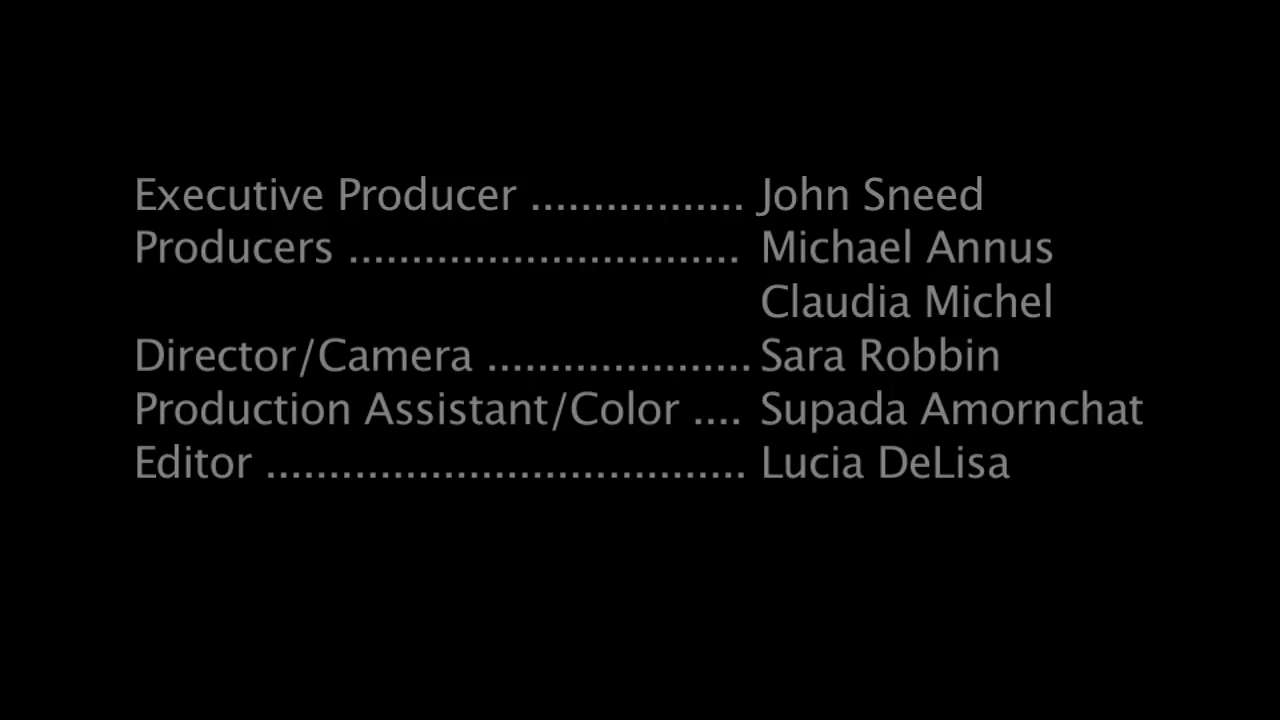 Executive Producer ................. John Sneed
Producers ............................... Michael Annus
Claudia Michel
Director/Camera ..................... Sara Robbin
Production Assistant/Color .... Supada Amornchat
Editor ...................................... Lucia DeLisa